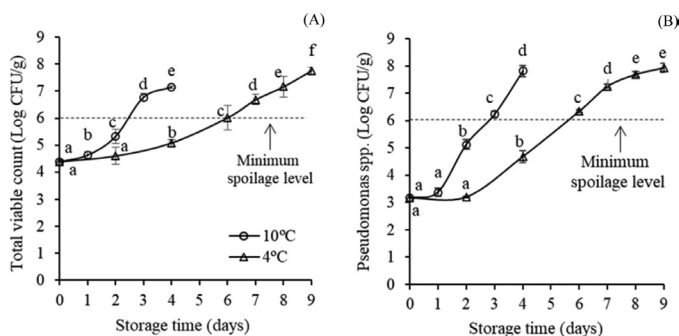 (A)
Total viable count (Log CFU/g)
9
8
7
6
5
4
3
2
1
0
a
a
b
c
d
e
a
b
c
d
e
f
Minimum
spoilage level
10ºC
4ºC
0 1 2 3 4 5 6 7 8 9
Storage time (days)
(B)
Pseudomonas spp. (Log CFU/g)
9
8
7
6
5
4
3
2
1
0
a
a
a
b
c
d
a
b
c
d
e
e
Minimum
spoilage level
0 1 2 3 4 5 6 7 8 9
Storage time (days)